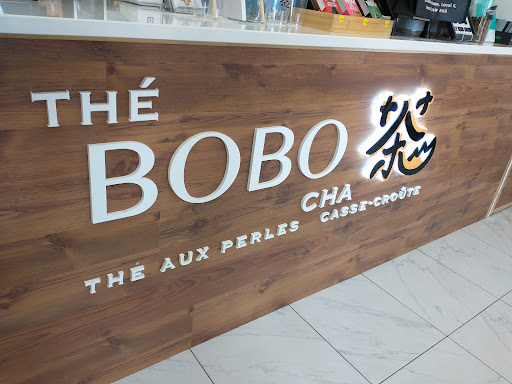 THÉ
BOBO
CHA
茶
THÉ AUX PERLES CASSE-CROÛTE